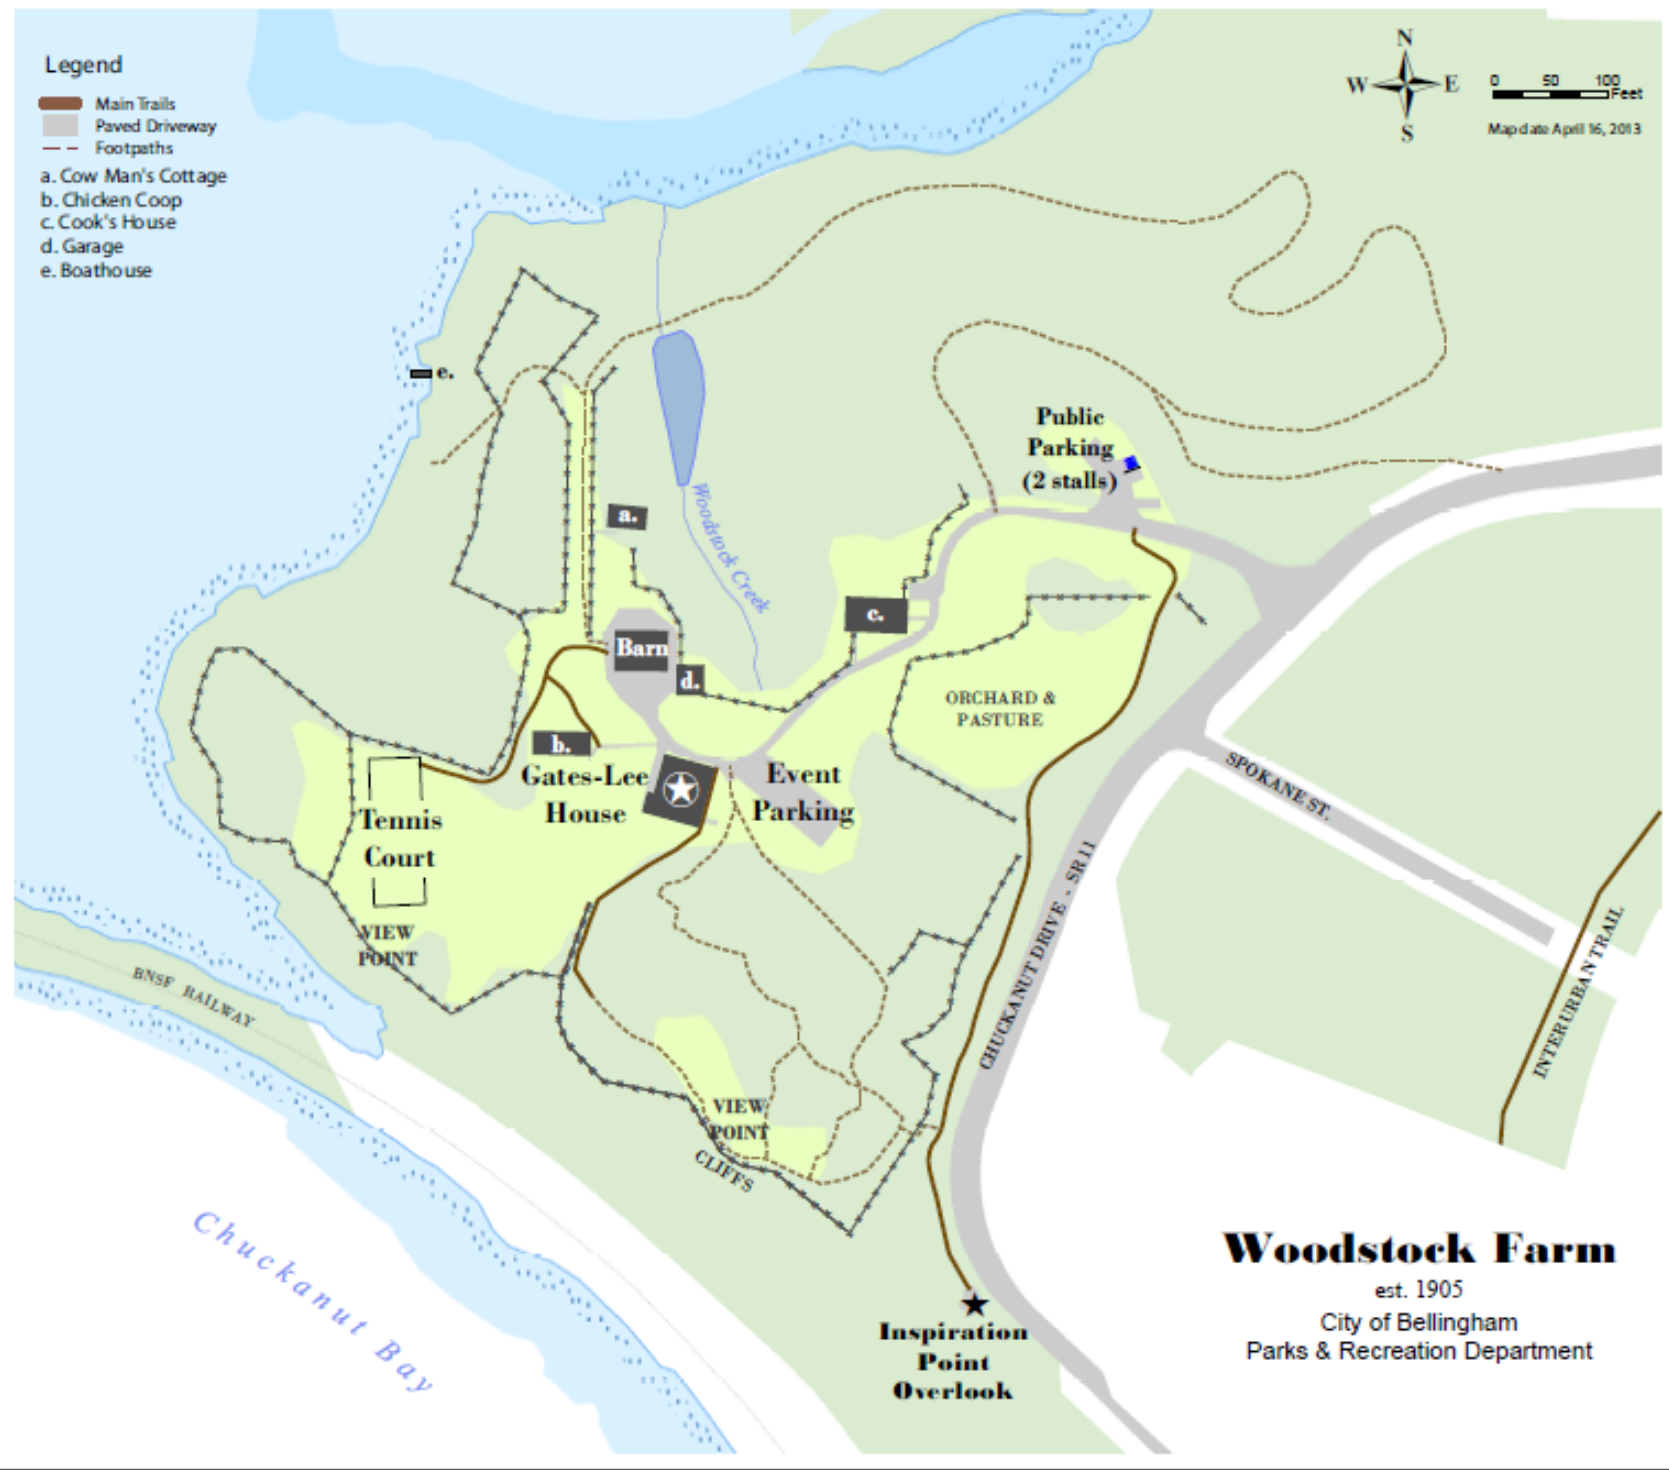 Legend
Main Trails
Paved Driveway
Footpaths
a. Cow Man's Cottage
b. Chicken Coop
c. Cook's House
d. Garage
e. Boathouse
N
W
E
S
0 50 100
Feet
Map date April 16, 2013
e.
Public
Parking
(2 stalls)
a.
Woodstock Creek
c.
Barn
d.
ORCHARD &
PASTURE
b.
Gates-Lee
House
Event
Parking
Tennis
Court
SPOKANE ST.
VIEW
POINT
BNSF RAILWAY
CHUCKANUT DRIVE - SR 11
INTERURBAN TRAIL
VIEW
POINT
CLIFFS
Chuckanut Bay
Inspiration
Point
Overlook
Woodstock Farm
est. 1905
City of Bellingham
Parks & Recreation Department